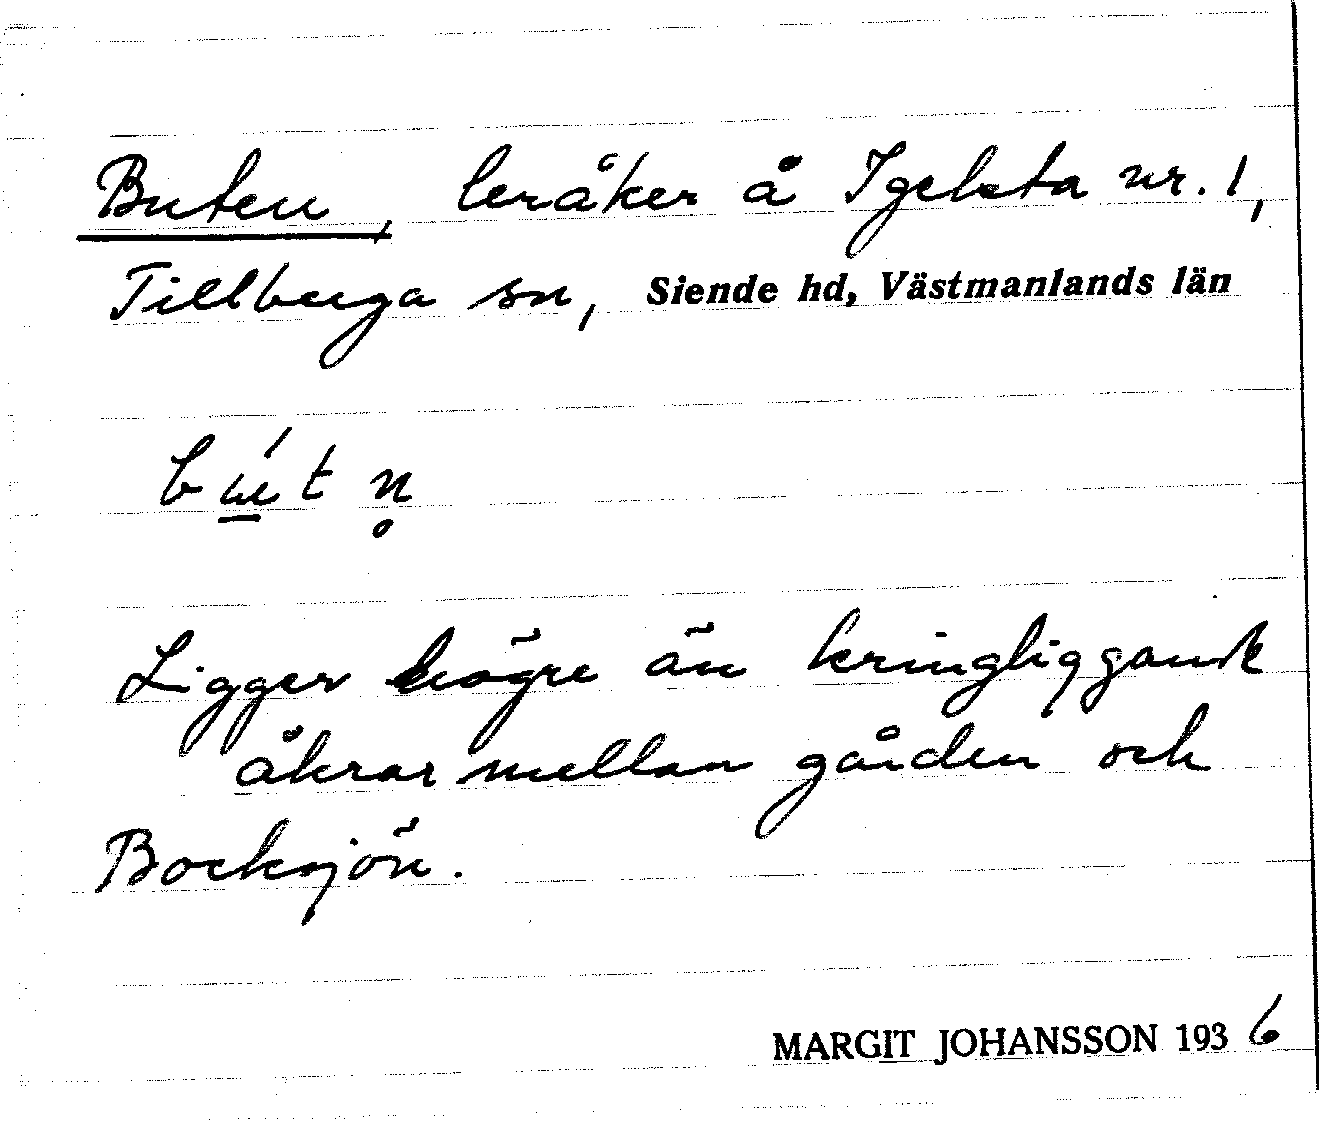 Buten, leråker å Igelsta nr. 1,
Tillberga sn, Siende hd, Västmanlands län
bú̲t n̥
Ligger högre än kringliggande
åkrar mellan gården och
Bocksjön.
MARGIT JOHANSSON 1936